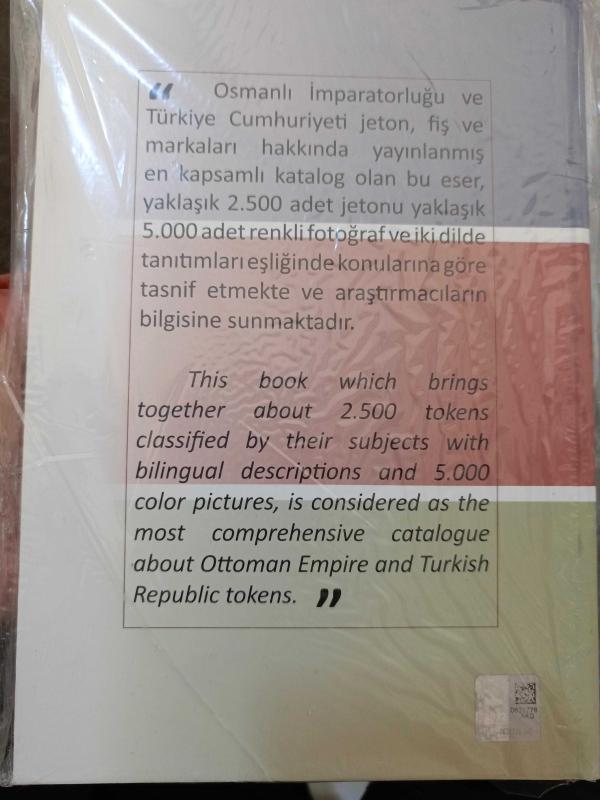 “ Osmanlı İmparatorluğu ve
Türkiye Cumhuriyeti jeton, fiş ve
markaları hakkında yayınlanmış
en kapsamlı katalog olan bu eser,
yaklaşık 2.500 adet jetonu yaklaşık
5.000 adet renkli fotoğraf ve iki dilde
tanıtımları eşliğinde konularına göre
tasnif etmekte ve araştırmacıların
bilgisine sunmaktadır.
This book which brings
together about 2.500 tokens
classified by their subjects with
bilingual descriptions and 5.000
color pictures, is considered as the
most comprehensive catalogue
about Ottoman Empire and Turkish
Republic tokens. ”